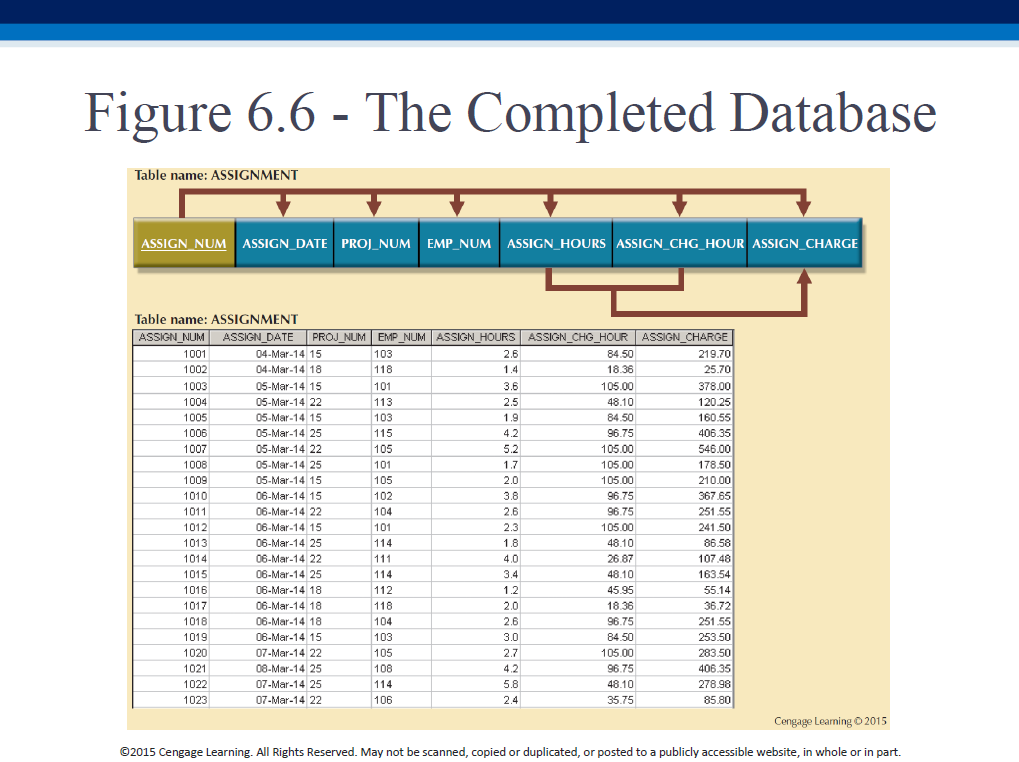 Figure 6.6 - The Completed Database
Table name: ASSIGNMENT
ASSIGN_NUM ASSIGN_DATE PROJ_NUM EMP_NUM ASSIGN_HOURS ASSIGN_CHG_HOUR ASSIGN_CHARGE
Table name: ASSIGNMENT
ASSIGN_NUM ASSIGN_DATE PROJ_NUM EMP_NUM ASSIGN_HOURS ASSIGN_CHG_HOUR ASSIGN_CHARGE
1001 04-Mar-14 15 103 2.6 84.50 219.70
1002 04-Mar-14 18 118 1.4 18.36 25.70
1003 05-Mar-14 15 101 3.6 105.00 378.00
1004 05-Mar-14 22 113 2.5 48.10 120.25
1005 05-Mar-14 15 103 1.9 84.50 160.55
1006 05-Mar-14 25 115 4.2 96.75 406.35
1007 05-Mar-14 22 105 5.2 105.00 546.00
1008 05-Mar-14 25 101 1.7 105.00 178.50
1009 05-Mar-14 15 105 2.0 105.00 210.00
1010 06-Mar-14 15 102 3.8 96.75 367.65
1011 06-Mar-14 22 104 2.6 96.75 251.55
1012 06-Mar-14 15 101 2.3 105.00 241.50
1013 06-Mar-14 25 114 1.8 48.10 86.58
1014 06-Mar-14 22 111 4.0 26.87 107.48
1015 06-Mar-14 25 114 3.4 48.10 163.54
1016 06-Mar-14 18 112 1.2 45.95 55.14
1017 06-Mar-14 18 118 2.0 18.36 36.72
1018 06-Mar-14 18 104 2.6 96.75 251.55
1019 06-Mar-14 15 103 3.0 84.50 253.50
1020 07-Mar-14 22 105 2.7 105.00 283.50
1021 08-Mar-14 25 108 4.2 96.75 406.35
1022 07-Mar-14 25 114 5.8 48.10 278.98
1023 07-Mar-14 22 106 2.4 35.75 85.80
Cengage Learning © 2015
©2015 Cengage Learning. All Rights Reserved. May not be scanned, copied or duplicated, or posted to a publicly accessible website, in whole or in part.